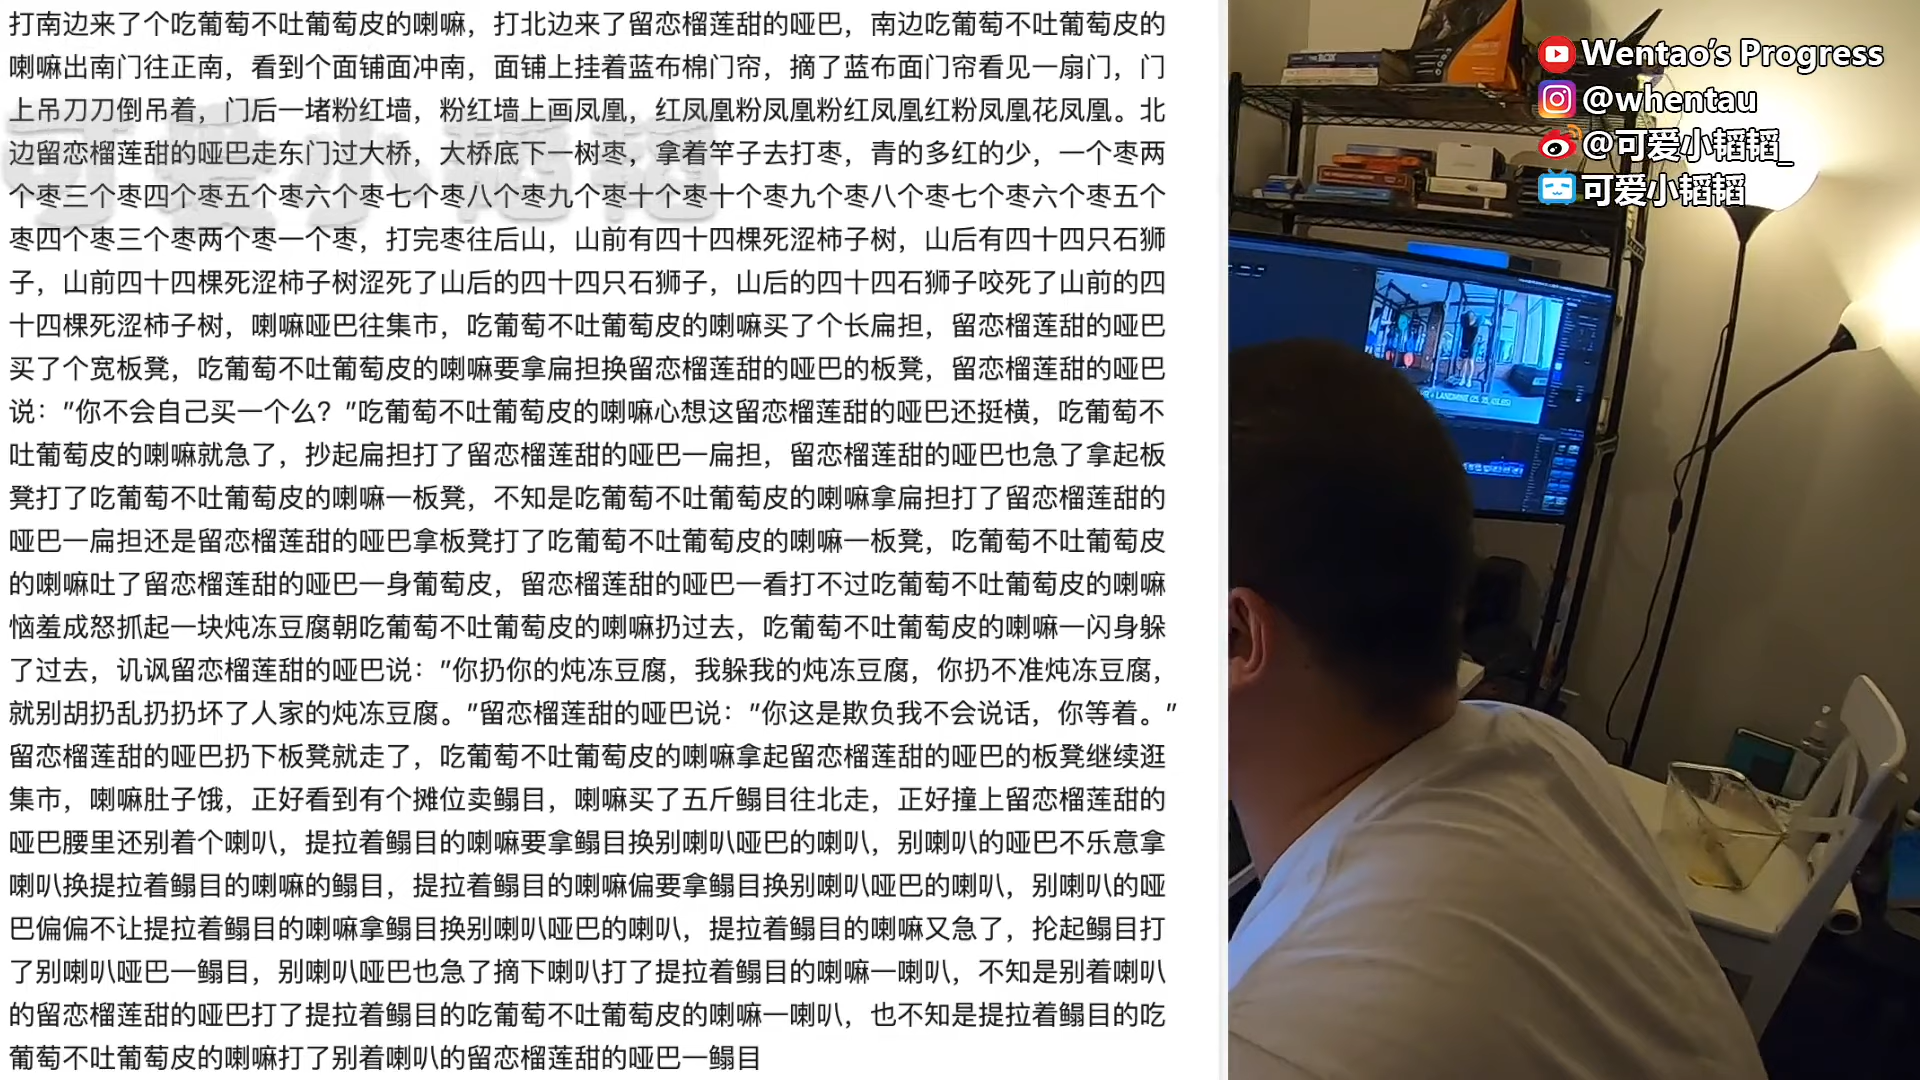 打南边来了个吃葡萄不吐葡萄皮的喇嘛，打北边来了留恋榴莲甜的哑巴，南边吃葡萄不吐葡萄皮的
喇嘛出南门往正南，看到个面铺面冲南，面铺上挂着蓝布棉门帘，摘了蓝布面门帘看见一扇门，门
上吊刀刀倒吊着，门后一堵粉红墙，粉红墙上画凤凰，红凤凰粉凤凰粉红凤凰红粉凤凰花凤凰。北
边留恋榴莲甜的哑巴走东门过大桥，大桥底下一树枣，拿着竿子去打枣，青的多红的少，一个枣两
个枣三个枣四个枣五个枣六个枣七个枣八个枣九个枣十个枣十个枣九个枣八个枣七个枣六个枣五个
枣四个枣三个枣两个枣一个枣，打完枣往后山，山前有四十四棵死涩柿子树，山后有四十四只石狮
子，山前四十四棵死涩柿子树涩死了山后的四十四只石狮子，山后的四十四石狮子咬死了山前的四
十四棵死涩柿子树，喇嘛哑巴往集市，吃葡萄不吐葡萄皮的喇嘛买了个长扁担，留恋榴莲甜的哑巴
买了个宽板凳，吃葡萄不吐葡萄皮的喇嘛要拿扁担换留恋榴莲甜的哑巴的板凳，留恋榴莲甜的哑巴
说："你不会自己买一个么？"吃葡萄不吐葡萄皮的喇嘛心想这留恋榴莲甜的哑巴还挺横，吃葡萄不
吐葡萄皮的喇嘛就急了，抄起扁担打了留恋榴莲甜的哑巴一扁担，留恋榴莲甜的哑巴也急了拿起板
凳打了吃葡萄不吐葡萄皮的喇嘛一板凳，不知是吃葡萄不吐葡萄皮的喇嘛拿扁担打了留恋榴莲甜的
哑巴一扁担还是留恋榴莲甜的哑巴拿板凳打了吃葡萄不吐葡萄皮的喇嘛一板凳，吃葡萄不吐葡萄皮
的喇嘛吐了留恋榴莲甜的哑巴一身葡萄皮，留恋榴莲甜的哑巴一看打不过吃葡萄不吐葡萄皮的喇嘛
恼羞成怒抓起一块炖冻豆腐朝吃葡萄不吐葡萄皮的喇嘛扔过去，吃葡萄不吐葡萄皮的喇嘛一闪身躲
了过去，讥讽留恋榴莲甜的哑巴说："你扔你的炖冻豆腐，我躲我的炖冻豆腐，你扔不准炖冻豆腐，
就别胡扔乱扔扔坏了人家的炖冻豆腐。"留恋榴莲甜的哑巴说："你这是欺负我不会说话，你等着。"
留恋榴莲甜的哑巴扔下板凳就走了，吃葡萄不吐葡萄皮的喇嘛拿起留恋榴莲甜的哑巴的板凳继续逛
集市，喇嘛肚子饿，正好看到有个摊位卖鳎目，喇嘛买了五斤鳎目往北走，正好撞上留恋榴莲甜的
哑巴腰里还别着个喇叭，提拉着鳎目的喇嘛要拿鳎目换别喇叭哑巴的喇叭，别喇叭的哑巴不乐意拿
喇叭换提拉着鳎目的喇嘛的鳎目，提拉着鳎目的喇嘛偏要拿鳎目换别喇叭哑巴的喇叭，别喇叭的哑
巴偏偏不让提拉着鳎目的喇嘛拿鳎目换别喇叭哑巴的喇叭，提拉着鳎目的喇嘛又急了，抡起鳎目打
了别喇叭哑巴一鳎目，别喇叭哑巴也急了摘下喇叭打了提拉着鳎目的喇嘛一喇叭，不知是别着喇叭
的留恋榴莲甜的哑巴打了提拉着鳎目的吃葡萄不吐葡萄皮的喇嘛一喇叭，也不知是提拉着鳎目的吃
葡萄不吐葡萄皮的喇嘛打了别着喇叭的留恋榴莲甜的哑巴一鳎目
可爱小韬韬
Wentao's Progress
@whentau
@可爱小韬韬_
可爱小韬韬